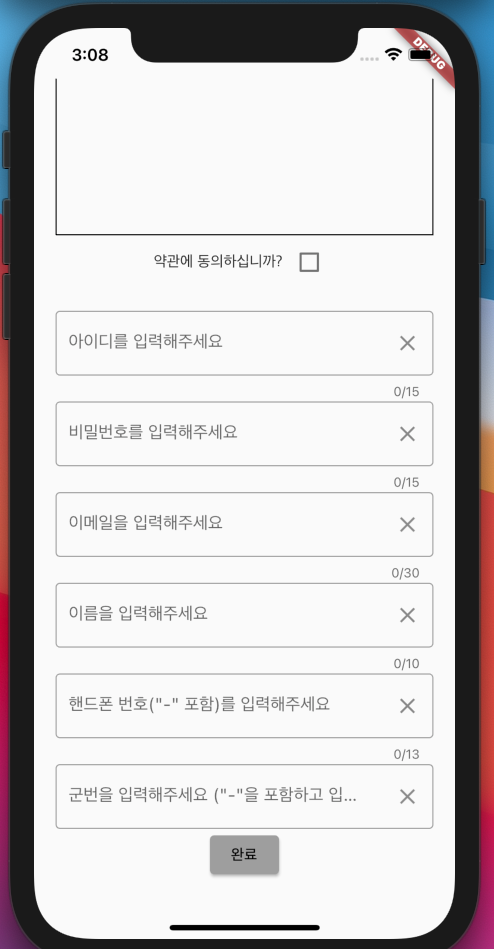 3:08
DEBUG
약관에 동의하십니까?
아이디를 입력해주세요
0/15
비밀번호를 입력해주세요
0/15
이메일을 입력해주세요
0/30
이름을 입력해주세요
0/10
핸드폰 번호("-" 포함)를 입력해주세요
0/13
군번을 입력해주세요 ("-"을 포함하고 입...
완료